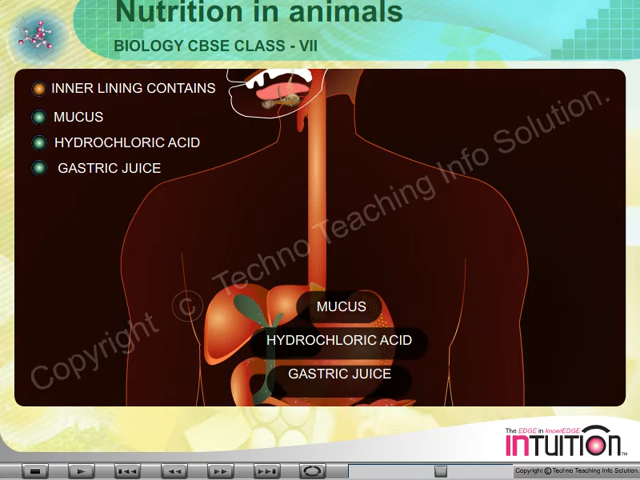 Nutrition in animals
BIOLOGY CBSE CLASS - VII
INNER LINING CONTAINS
MUCUS
HYDROCHLORIC ACID
GASTRIC JUICE
Copyright © Techno Teaching Info Solution.
MUCUS
HYDROCHLORIC ACID
GASTRIC JUICE
The EDGE in knowlEDGE
INTUITION™
Copyright © Techno Teaching Info Solution